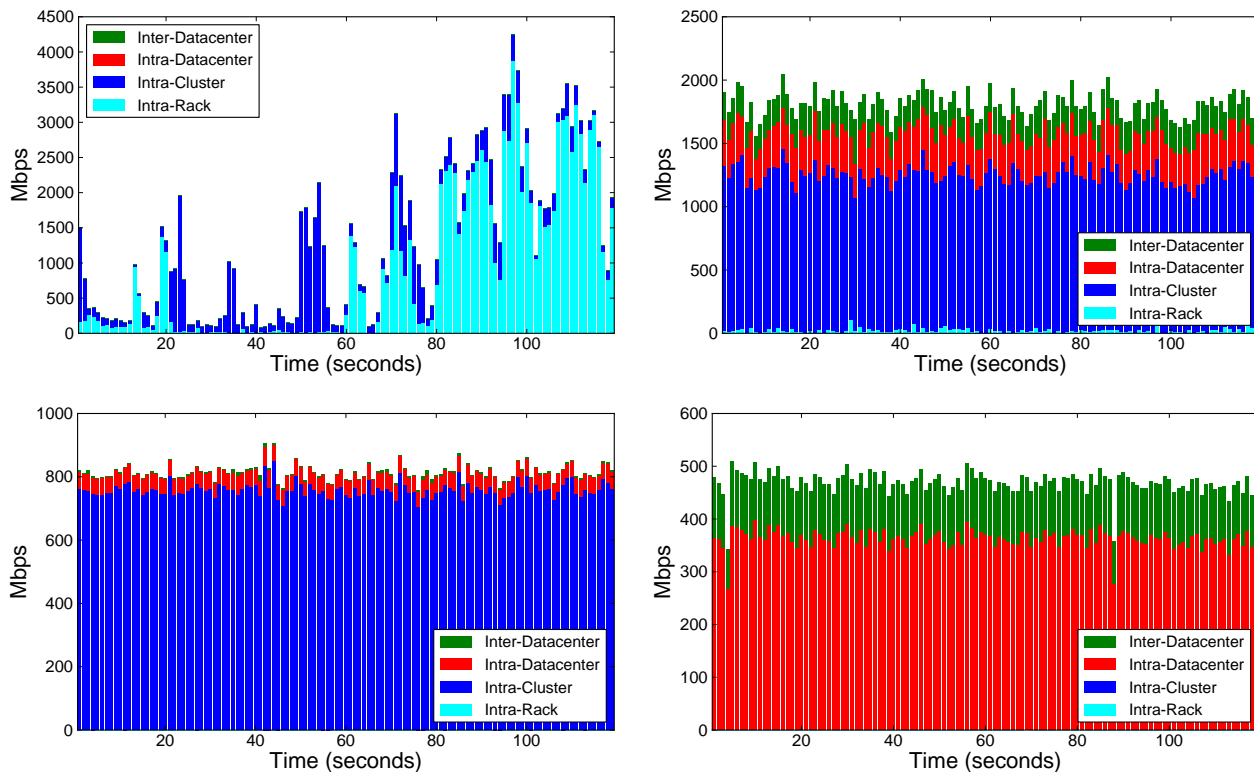 4500
4000
3500
3000
2500
2000
1500
1000
500
0
Mbps
Inter-Datacenter
Intra-Datacenter
Intra-Cluster
Intra-Rack
20 40 60 80 100
Time (seconds)
2500
2000
1500
1000
500
0
Mbps
Inter-Datacenter
Intra-Datacenter
Intra-Cluster
Intra-Rack
20 40 60 80 100
Time (seconds)
1000
800
600
400
200
0
Mbps
Inter-Datacenter
Intra-Datacenter
Intra-Cluster
Intra-Rack
20 40 60 80 100
Time (seconds)
600
500
400
300
200
100
0
Mbps
Inter-Datacenter
Intra-Datacenter
Intra-Cluster
Intra-Rack
20 40 60 80 100
Time (seconds)